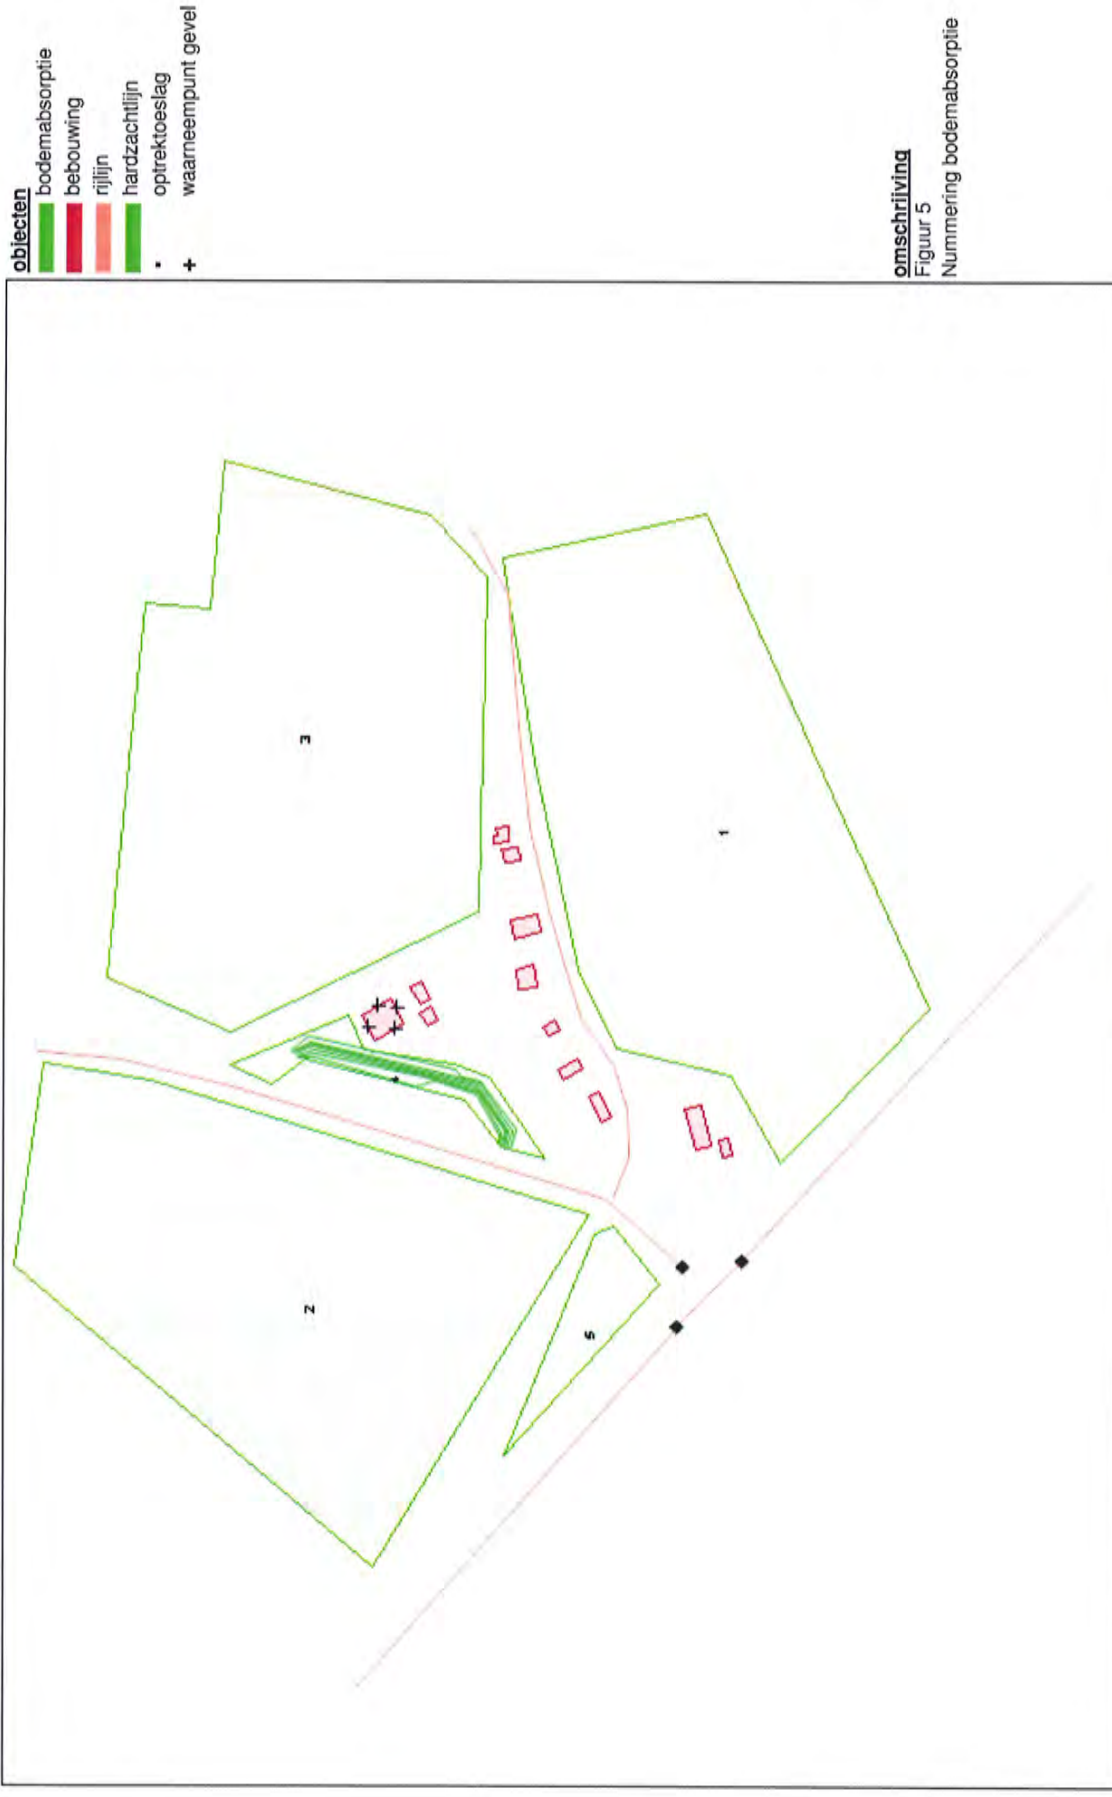 objecten
bodemabsorptie
bebouwing
rijlijn
hardzachtlijn
optrektoeslag
waarneempunt gevel
3
1
2
5
omschrijving
Figuur 5
Nummering bodemabsorptie